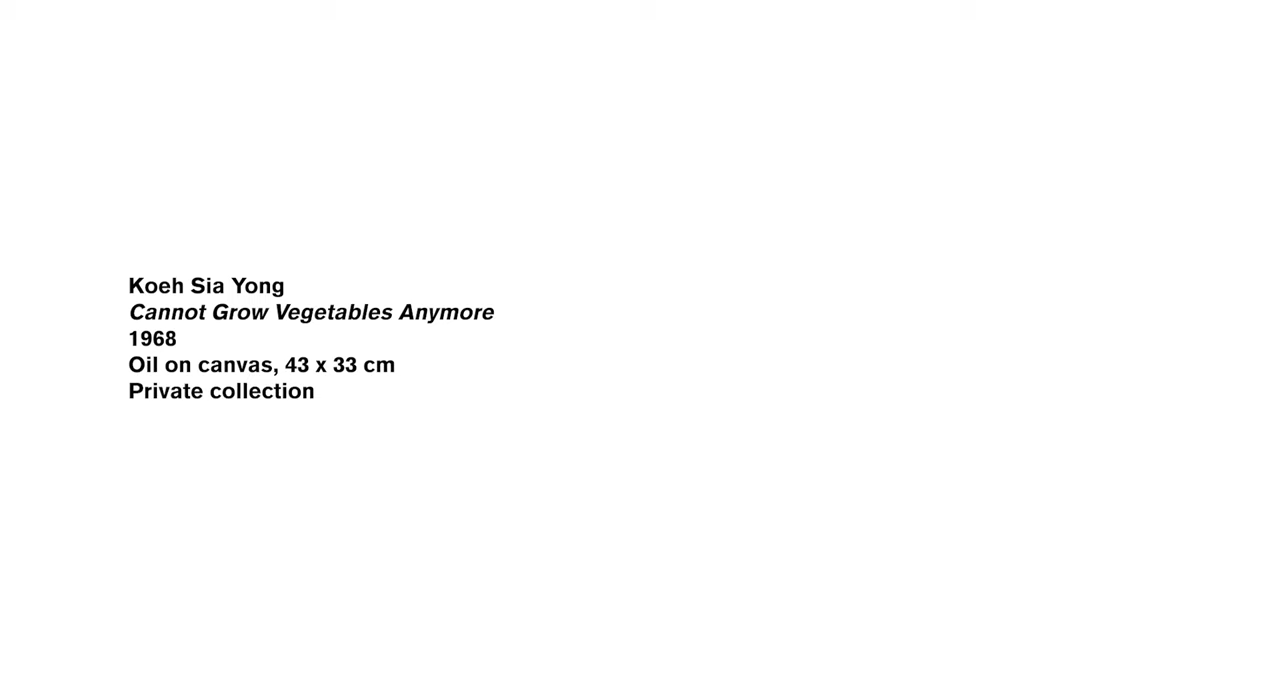 Koeh Sia Yong
Cannot Grow Vegetables Anymore
1968
Oil on canvas, 43 x 33 cm
Private collection